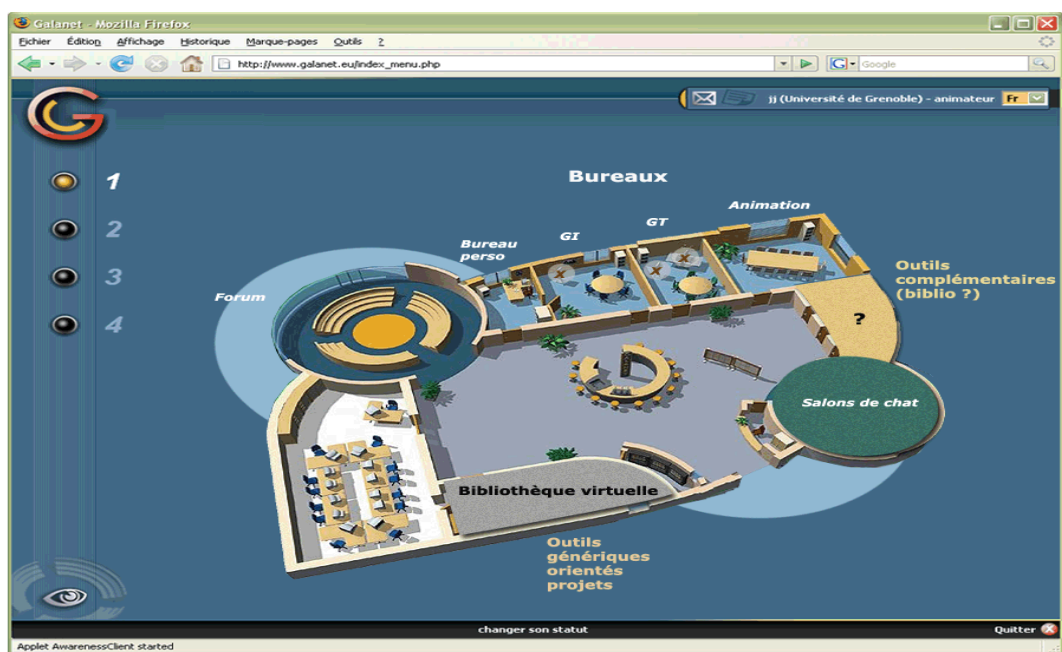 Galanet - Mozilla Firefox
Fichier Édition Affichage Historique Marque-pages Outils ?
http://www.galanet.eu/index_menu.php
G Google
jj (Université de Grenoble) - animateur Fr
1
2
3
4
Bureaux
Animation
GT
GI
Bureau
perso
Forum
Outils
complémentaires
(biblio ?)
?
Salons de chat
Bibliothèque virtuelle
Outils
génériques
orientés
projets
changer son statut
Quitter
Applet AwarenessClient started